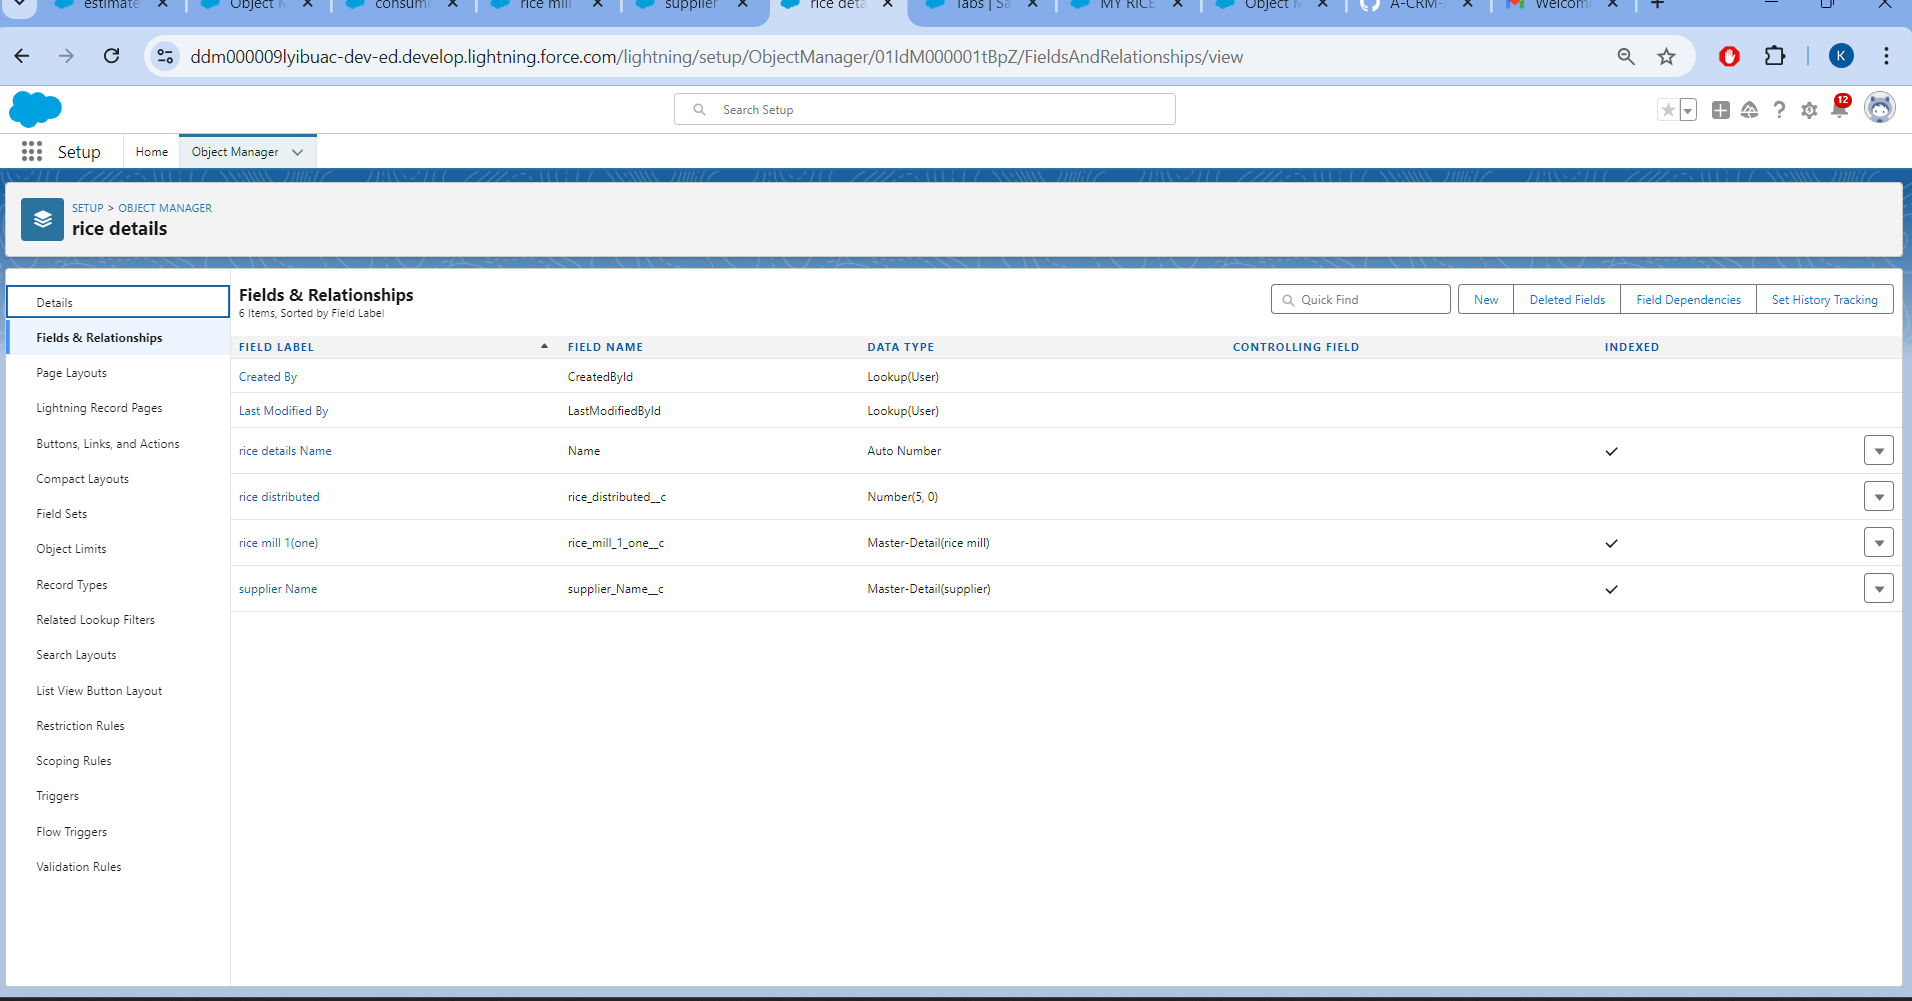 estimate
Object M
consume
rice mill
supplier
rice deta
Tabs | Sa
MY RICE
Object M
A-CRM-A
Welcom
ddm000009lyibuac-dev-ed.develop.lightning.force.com/lightning/setup/ObjectManager/01IdM000001tBpZ/FieldsAndRelationships/view
K
Search Setup
12
Setup
Home
Object Manager
SETUP > OBJECT MANAGER
rice details
Details
Fields & Relationships
Page Layouts
Lightning Record Pages
Buttons, Links, and Actions
Compact Layouts
Field Sets
Object Limits
Record Types
Related Lookup Filters
Search Layouts
List View Button Layout
Restriction Rules
Scoping Rules
Triggers
Flow Triggers
Validation Rules
Fields & Relationships
6 Items, Sorted by Field Label
Quick Find
New
Deleted Fields
Field Dependencies
Set History Tracking
FIELD LABEL FIELD NAME DATA TYPE CONTROLLING FIELD INDEXED
Created By CreatedById Lookup(User)
Last Modified By LastModifiedById Lookup(User)
rice details Name Name Auto Number
rice distributed rice_distributed__c Number(5, 0)
rice mill 1(one) rice_mill_1_one__c Master-Detail(rice mill)
supplier Name supplier_Name__c Master-Detail(supplier)